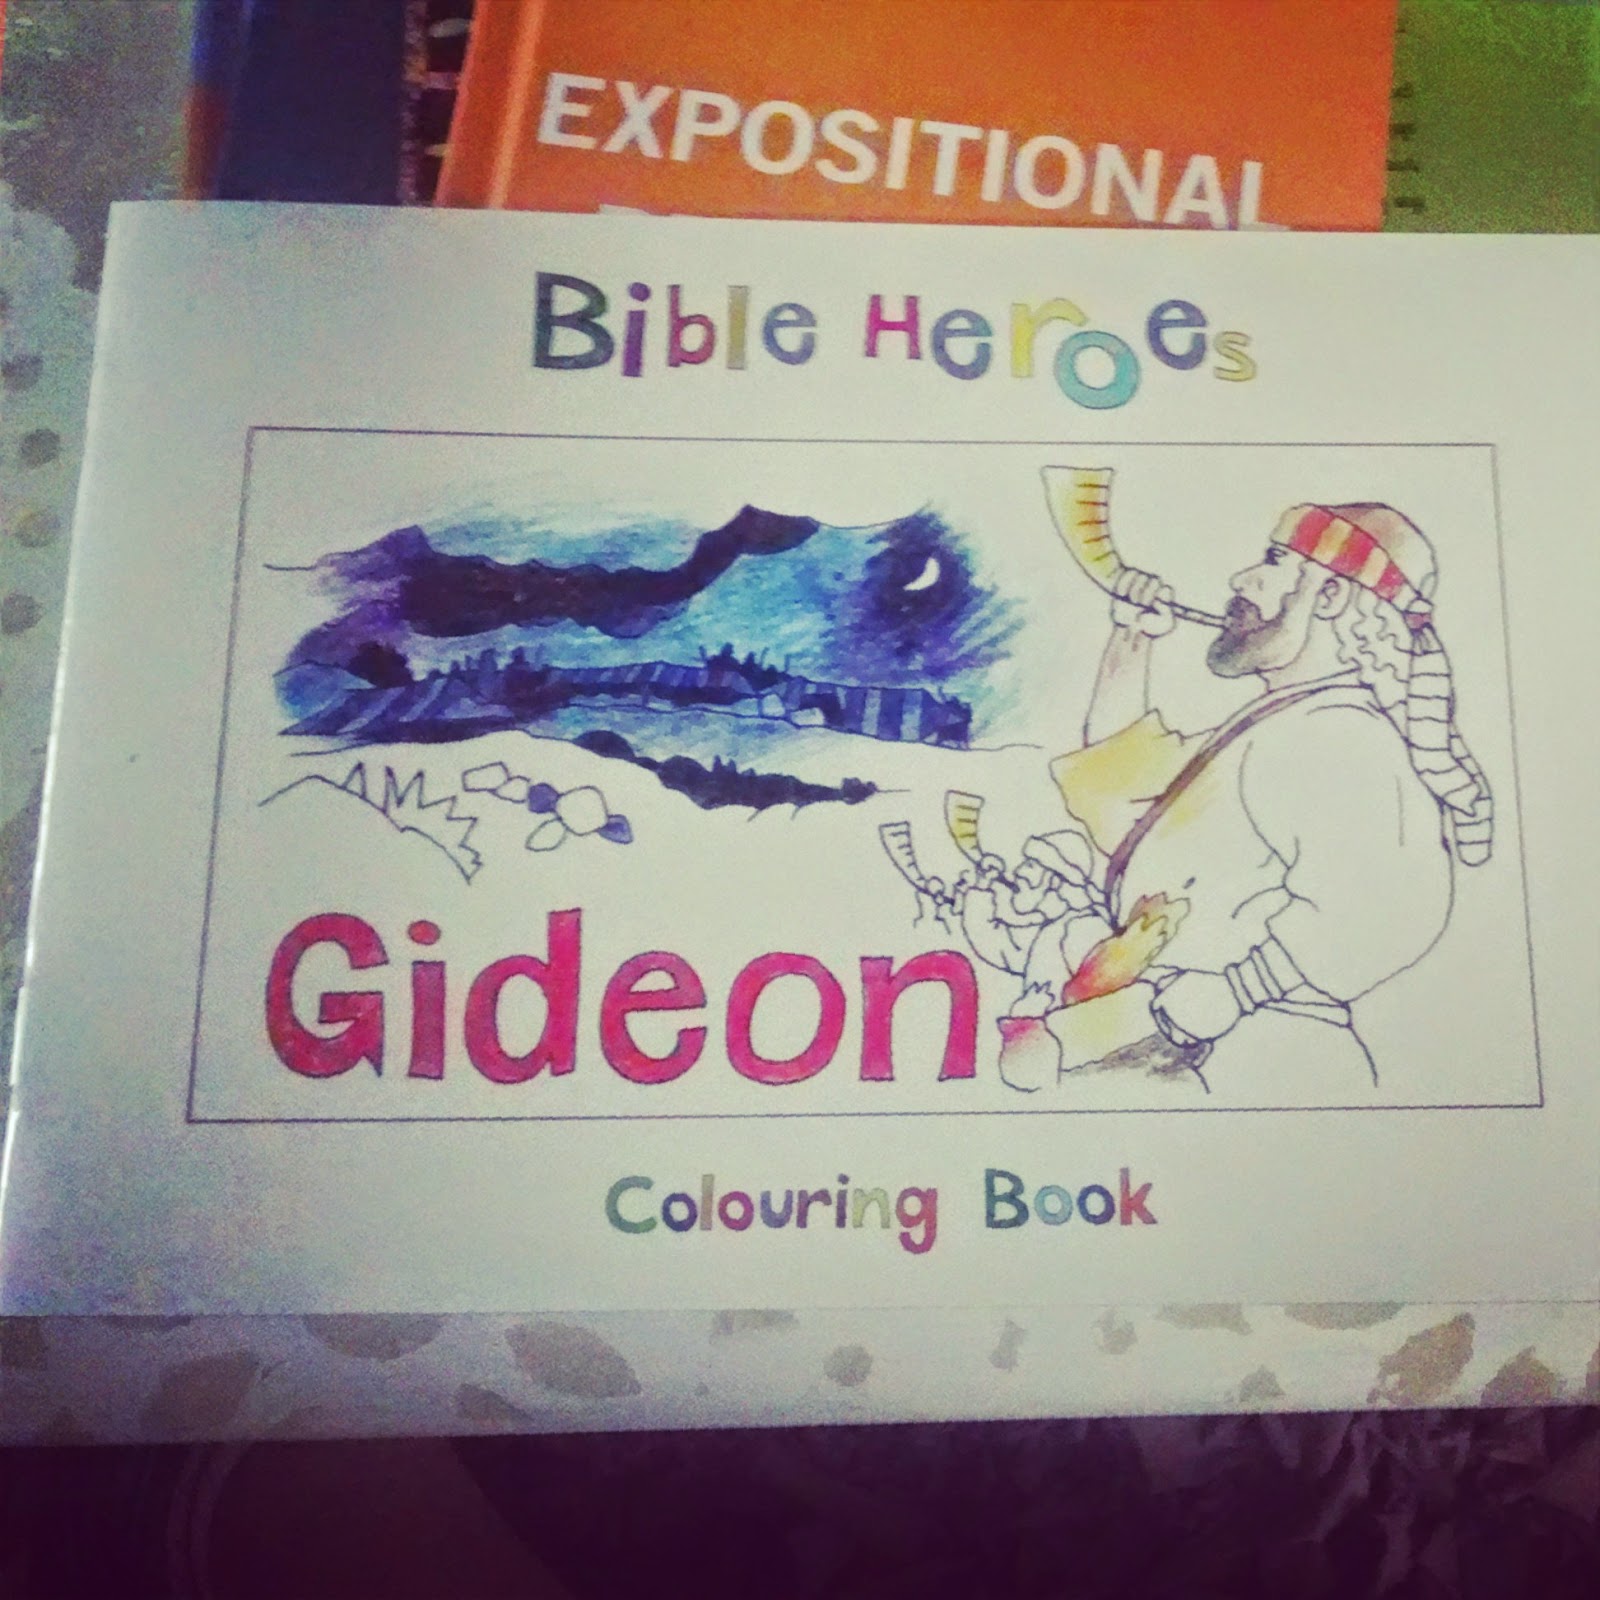 EXPOSITIONAL
Bible Heroes
Gideon
Colouring Book